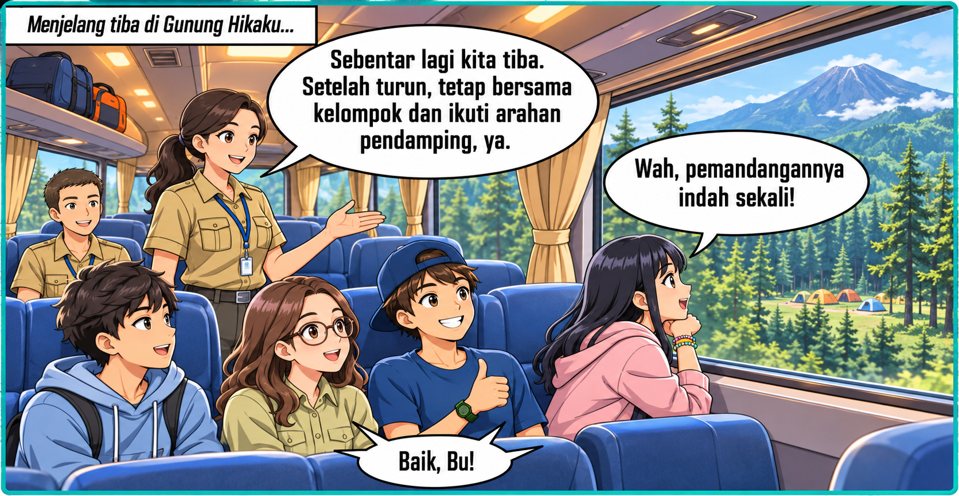 Menjelang tiba di Gunung Hikaku...
Sebentar lagi kita tiba.
Setelah turun, tetap bersama
kelompok dan ikuti arahan
pendamping, ya.
Wah, pemandangannya
indah sekali!
Baik, Bu!